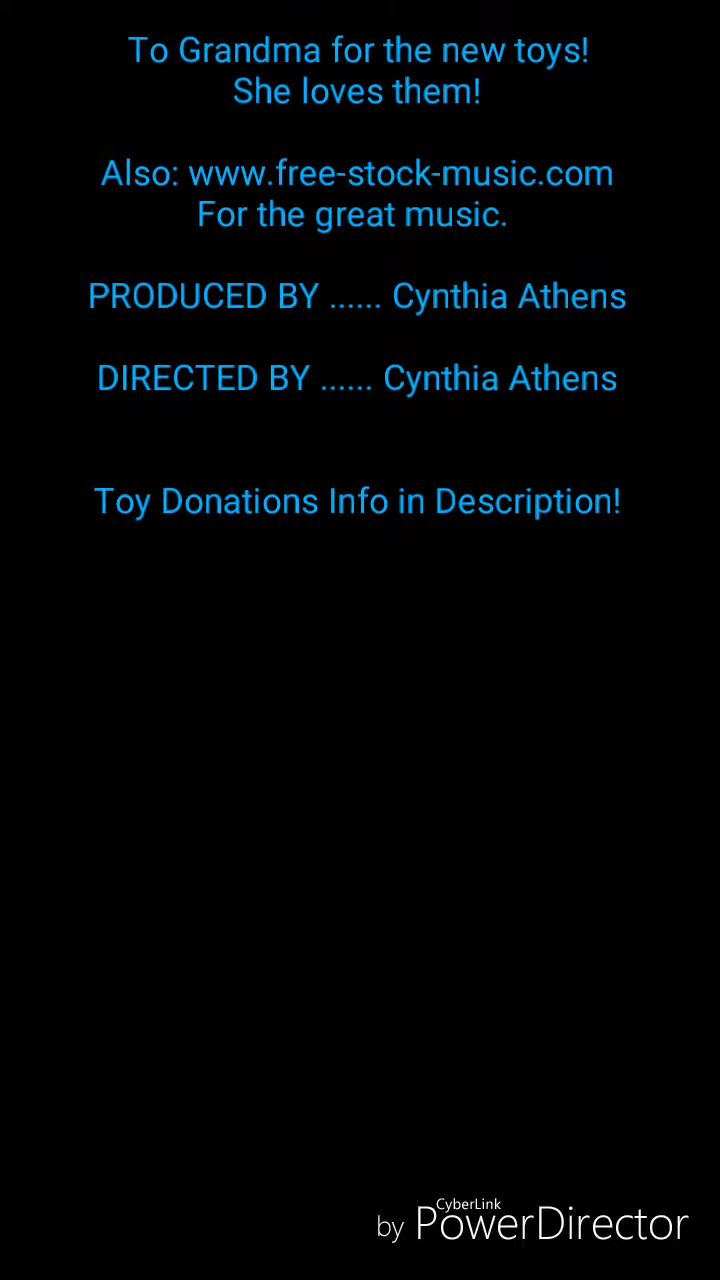 To Grandma for the new toys!
She loves them!
Also: www.free-stock-music.com
For the great music.
PRODUCED BY ...... Cynthia Athens
DIRECTED BY ...... Cynthia Athens
Toy Donations Info in Description!
CyberLink
by PowerDirector